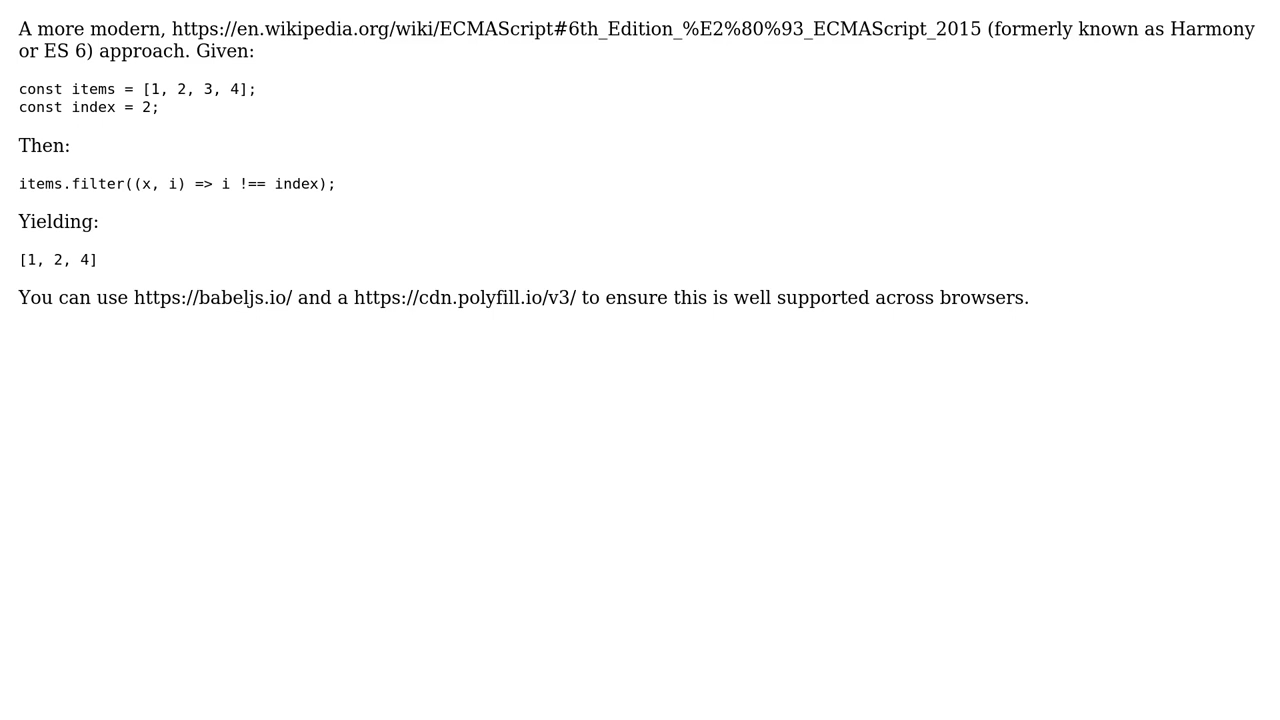 A more modern, https://en.wikipedia.org/wiki/ECMAScript#6th_Edition_%E2%80%93_ECMAScript_2015 (formerly known as Harmony
or ES 6) approach. Given:
const items = [1, 2, 3, 4];
const index = 2;
Then:
items.filter((x, i) => i !== index);
Yielding:
[1, 2, 4]
You can use https://babeljs.io/ and a https://cdn.polyfill.io/v3/ to ensure this is well supported across browsers.